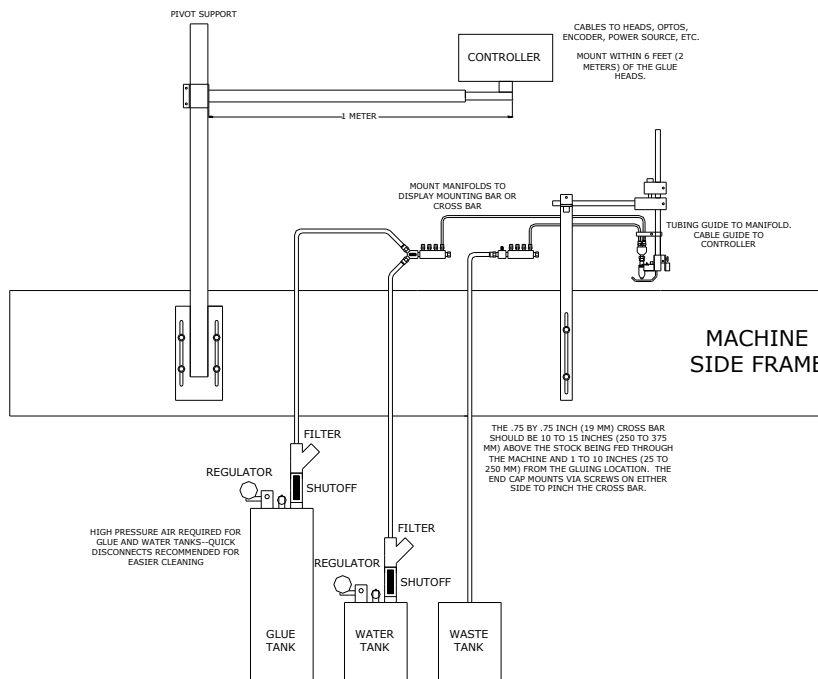 PIVOT SUPPORT
CABLES TO HEADS, OPTOS,
ENCODER, POWER SOURCE, ETC.
MOUNT WITHIN 6 FEET (2
METERS) OF THE GLUE
HEADS.
CONTROLLER
1 METER
MOUNT MANIFOLDS TO
DISPLAY MOUNTING BAR OR
CROSS BAR
TUBING GUIDE TO MANIFOLD.
CABLE GUIDE TO
CONTROLLER
MACHINE
SIDE FRAME
THE .75 BY .75 INCH (19 MM) CROSS BAR
SHOULD BE 10 TO 15 INCHES (250 TO 375
MM) ABOVE THE STOCK BEING FED THROUGH
THE MACHINE AND 1 TO 10 INCHES (25 TO
250 MM) FROM THE GLUING LOCATION. THE
END CAP MOUNTS VIA SCREWS ON EITHER
SIDE TO PINCH THE CROSS BAR.
FILTER
REGULATOR
SHUTOFF
HIGH PRESSURE AIR REQUIRED FOR
GLUE AND WATER TANKS--QUICK
DISCONNECTS RECOMMENDED FOR
EASIER CLEANING
FILTER
REGULATOR
SHUTOFF
GLUE
TANK
WATER
TANK
WASTE
TANK